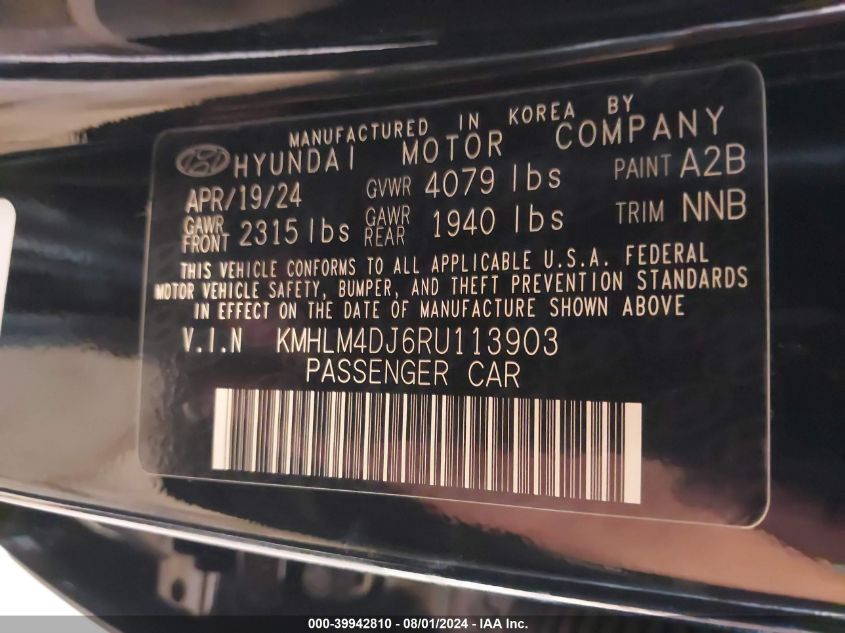 MANUFACTURED IN KOREA BY
HYUNDAI MOTOR COMPANY
APR/19/24 GVWR 4079 lbs PAINT A2B
GAWR FRONT 2315 lbs GAWR REAR 1940 lbs TRIM NNB
THIS VEHICLE CONFORMS TO ALL APPLICABLE U.S.A. FEDERAL
MOTOR VEHICLE SAFETY, BUMPER, AND THEFT PREVENTION STANDARDS
IN EFFECT ON THE DATE OF MANUFACTURE SHOWN ABOVE
V.I.N KMHLM4DJ6RU113903
PASSENGER CAR
000-39942810 - 08/01/2024 - IAA Inc.